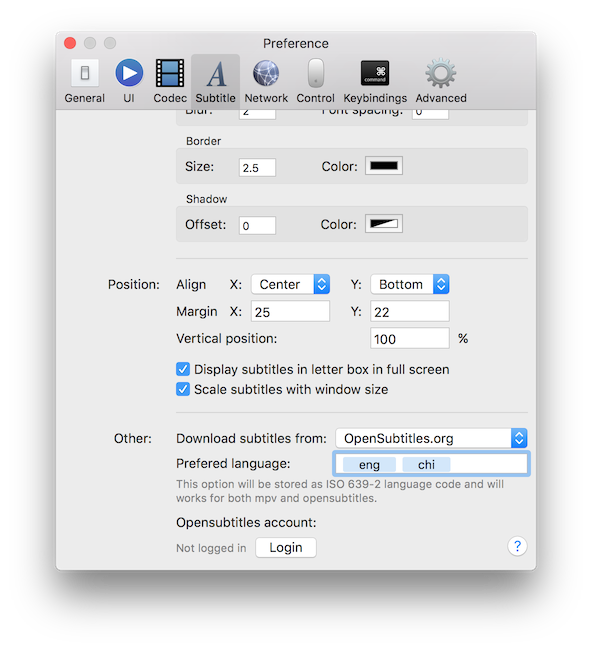 Preference
General UI Codec Subtitle Network Control command Keybindings Advanced
Blur: 2 Font spacing: 0
Border
Size: 2.5 Color:
Shadow
Offset: 0 Color:
Position: Align X: Center Y: Bottom
Margin X: 25 Y: 22
Vertical position: 100 %
Display subtitles in letter box in full screen
Scale subtitles with window size
Other: Download subtitles from: OpenSubtitles.org
Prefered language: eng chi
This option will be stored as ISO 639-2 language code and will
works for both mpv and opensubtitles.
Opensubtitles account:
Not logged in Login ?